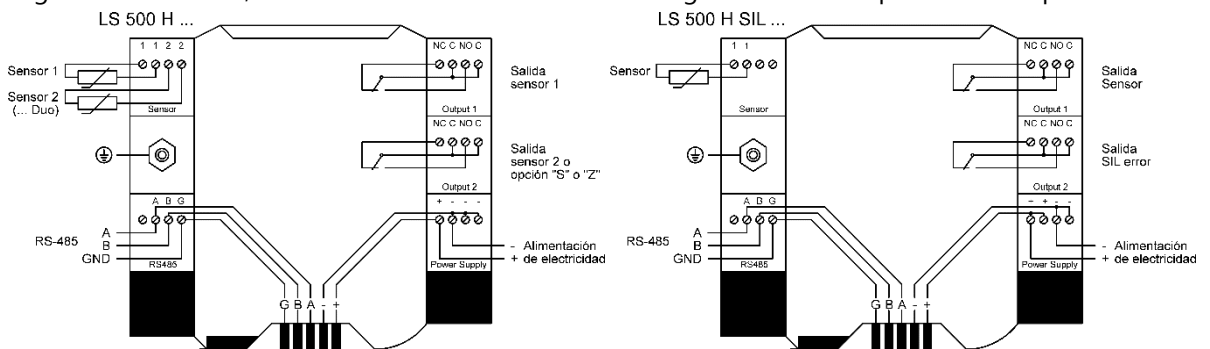 LS 500 H ...
1 1 2 2
Sensor 1
Sensor 2
(... Duo)
Sensor
NC C NO C
Salida
sensor 1
Output 1
NC C NO C
Salida
sensor 2 o
opción "S" o "Z"
Output 2
A B G
A
B
GND
RS-485
RS485
+ - - -
- Alimentación
+ de electricidad
Power Supply
G B A - +
LS 500 H SIL ...
1 1
Sensor
Sensor
NC C NO C
Salida
Sensor
Output 1
NC C NO C
Salida
SIL error
Output 2
A B G
A
B
GND
RS-485
RS485
+ + - -
- Alimentación
+ de electricidad
Power Supply
G B A - +